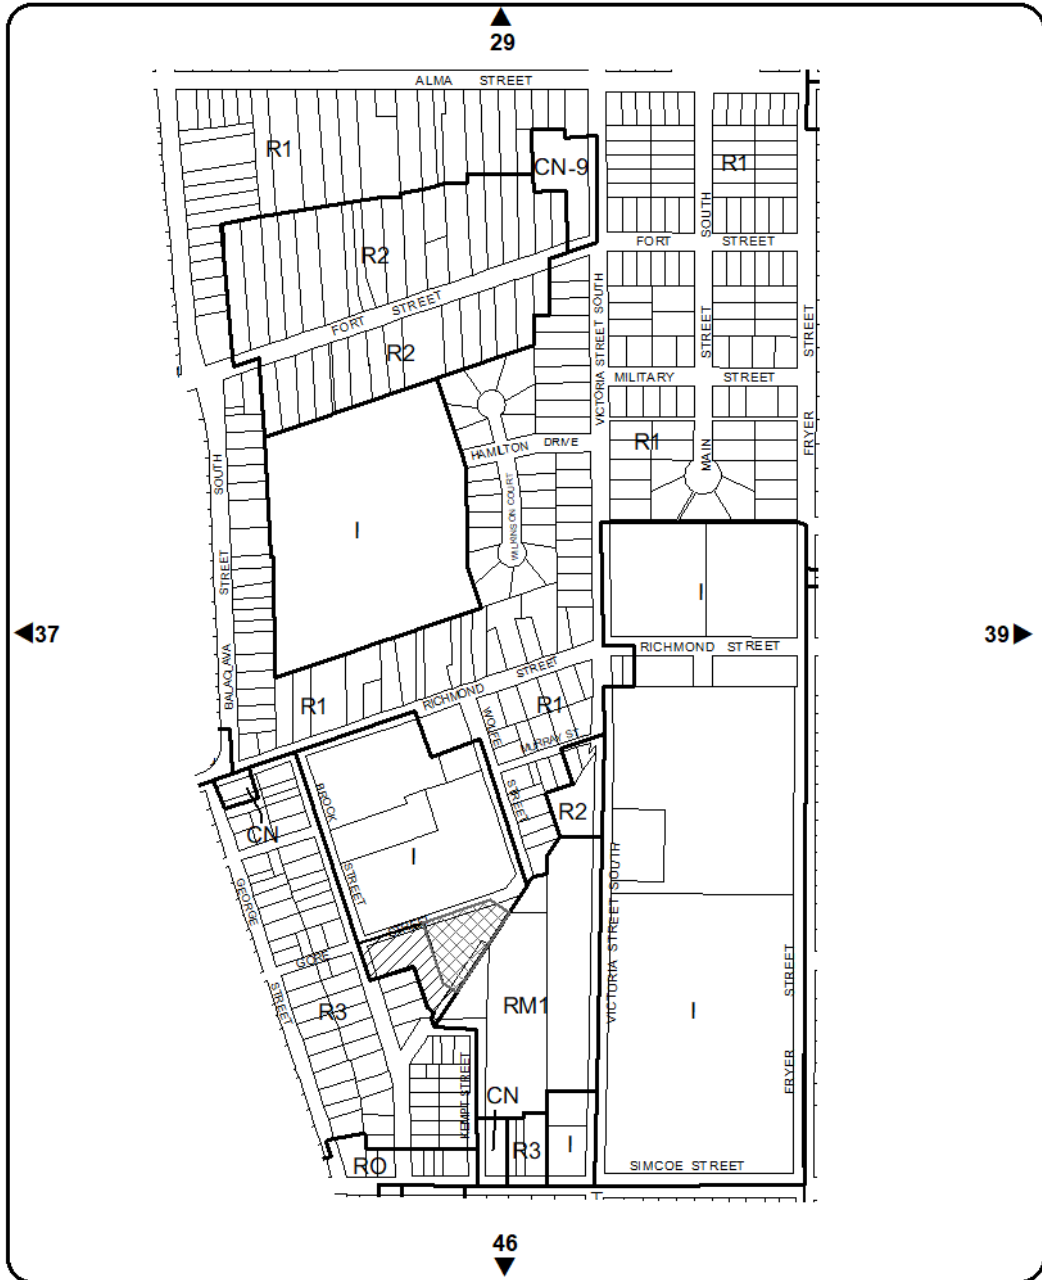 29
ALMA STREET
R1
CN-9
R1
SOUTH
R2
FORT STREET
FORT STREET
R2
VICTORIA STREET SOUTH
STREET
STREET
MILITARY STREET
FRYER
R1
MAIN
HAMILTON DRIVE
SOUTH
WILKINSON COURT
I
STREET
I
37
39
RICHMOND STREET
BALACLAVA
RICHMOND STREET
R1
R1
WOLFE
MURRAY ST.
STREET
BROCK
R2
CN
I
STREET
VICTORIA STREET SOUTH
GEORGE
GORE
STREET
STREET
R3
RM1
I
FRYER
KEMPT STREET
CN
R3
I
RO
SIMCOE STREET
46